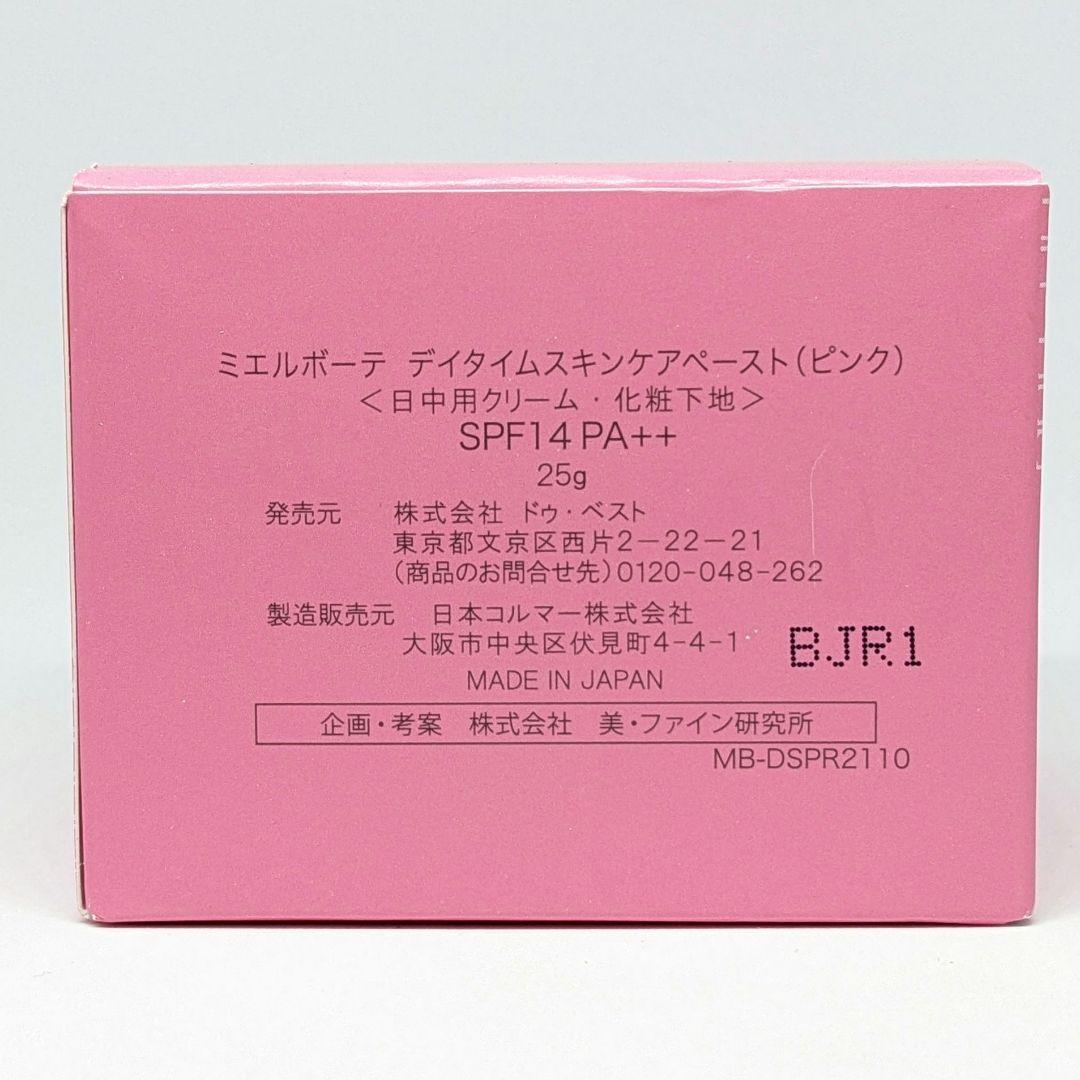 ミエルボーテ デイタイムスキンケアペースト(ピンク)
<日中用クリーム・化粧下地>
SPF14 PA++
25g
発売元 株式会社 ドゥ・ベスト
東京都文京区西片2-22-21
(商品のお問合せ先)0120-048-262
製造販売元 日本コルマー株式会社
大阪市中央区伏見町4-4-1
BJR1
MADE IN JAPAN
企画・考案 株式会社 美・ファイン研究所
MB-DSPR2110